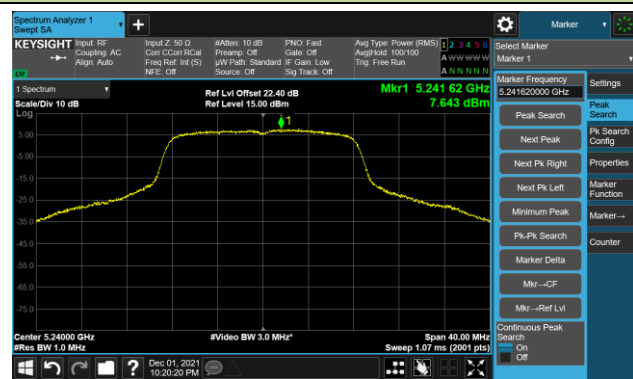 Spectrum Analyzer 1
Swept SA
+
Marker
KEYSIGHT
Input: RF
Coupling: AC
Align: Auto
Input Z: 50 Ω
Corr CCorr RCal
Freq Ref: Int (S)
NFE: Off
#Atten: 10 dB
Preamp: Off
µW Path: Standard
Source: Off
PNO: Fast
Gate: Off
IF Gain: Low
Sig Track: Off
Avg Type: Power (RMS)
Avg|Hold: 100/100
Trig: Free Run
1 2 3 4 5 6
A W W W W W
A N N N N N
Select Marker
Marker 1
1 Spectrum
Scale/Div 10 dB
Log
Ref Lvl Offset 22.40 dB
Ref Level 15.00 dBm
Mkr1 5.241 62 GHz
7.643 dBm
1
5.00
-5.00
-15.0
-25.0
-35.0
-45.0
-55.0
-65.0
-75.0
Center 5.24000 GHz
#Res BW 1.0 MHz
#Video BW 3.0 MHz*
Span 40.00 MHz
Sweep 1.07 ms (2001 pts)
Marker Frequency
5.241620000 GHz
Peak Search
Next Peak
Next Pk Right
Next Pk Left
Minimum Peak
Pk-Pk Search
Marker Delta
Mkr→CF
Mkr→Ref Lvl
Continuous Peak
Search
On
Off
Settings
Peak
Search
Pk Search
Config
Properties
Marker
Function
Marker→
Counter
?
Dec 01, 2021
10:20:20 PM